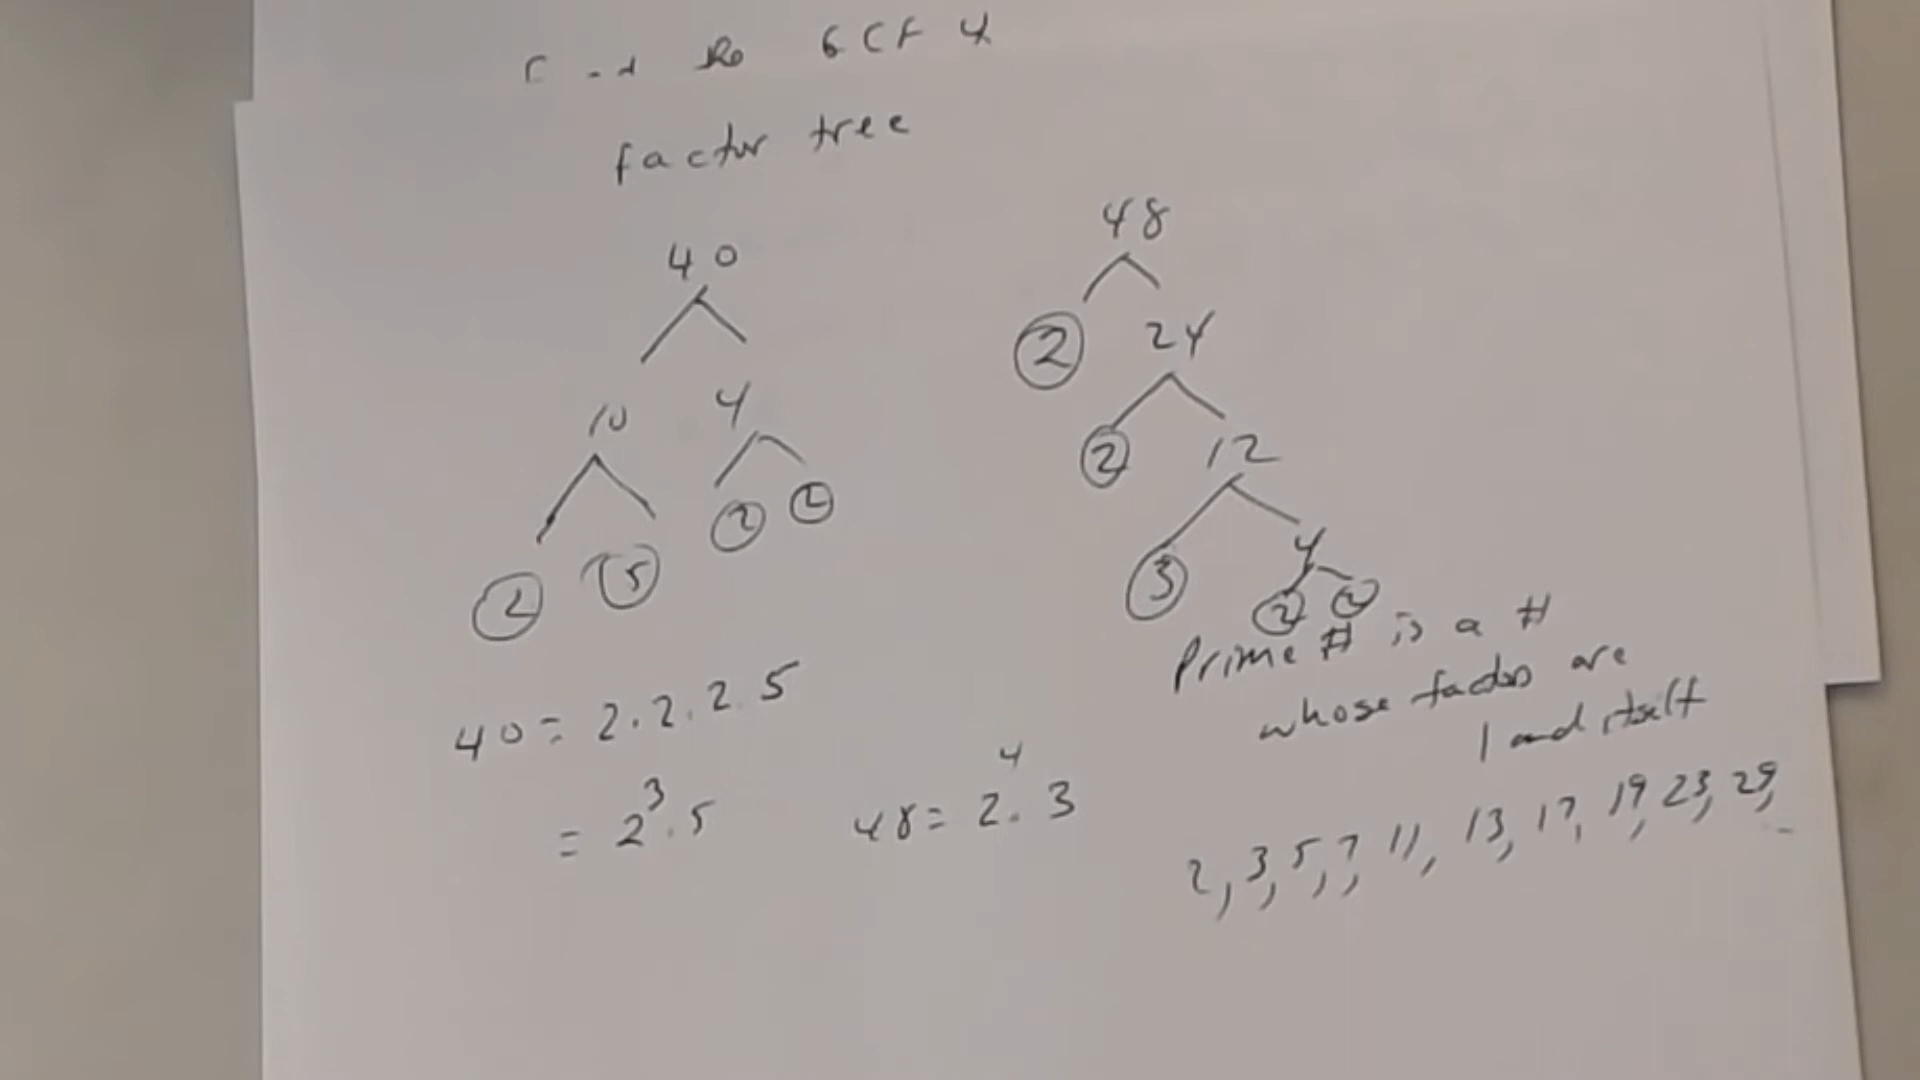 GCF 4
factor tree
40
10 4
2 5 2 2
48
2 24
2 12
3 4
2 2
Prime # is a #
whose factors are
1 and itself
2, 3, 5, 7, 11, 13, 17, 19, 23, 29,
40 = 2.2.2.5
= 2³.5
48 = 2⁴.3